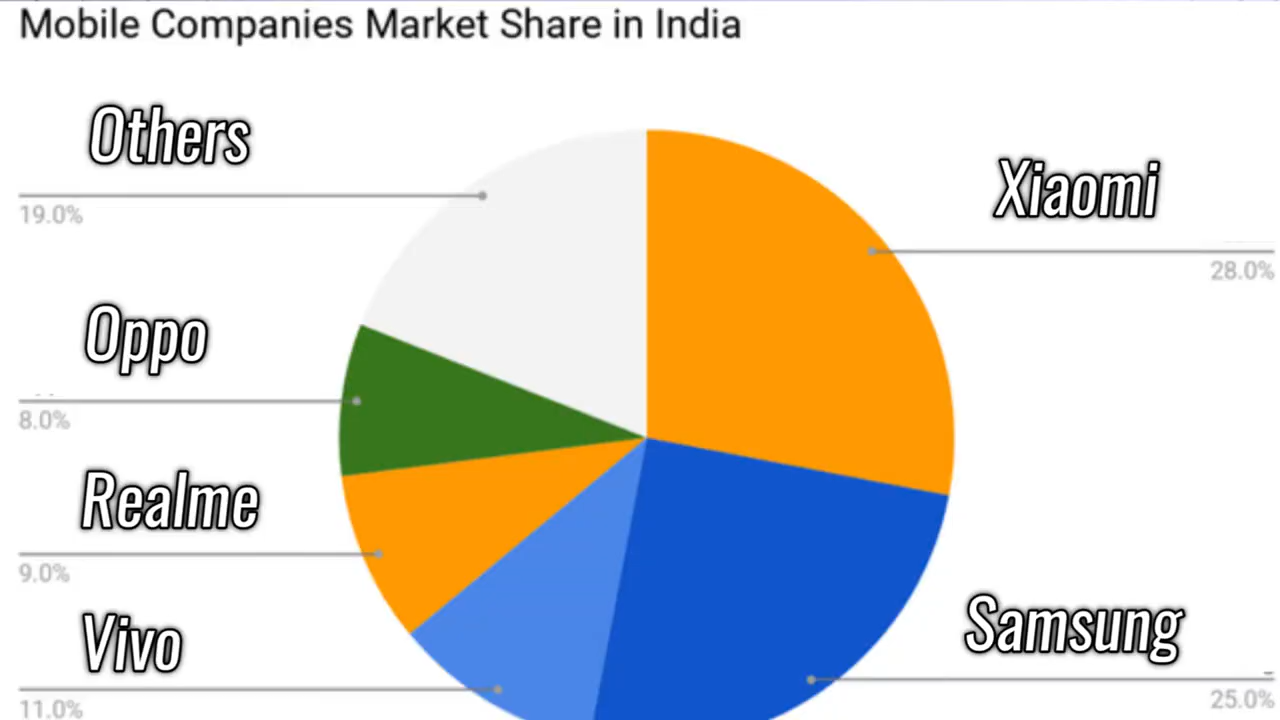 Mobile Companies Market Share in India
Others
19.0%
Xiaomi
28.0%
Oppo
8.0%
Realme
9.0%
Vivo
11.0%
Samsung
25.0%